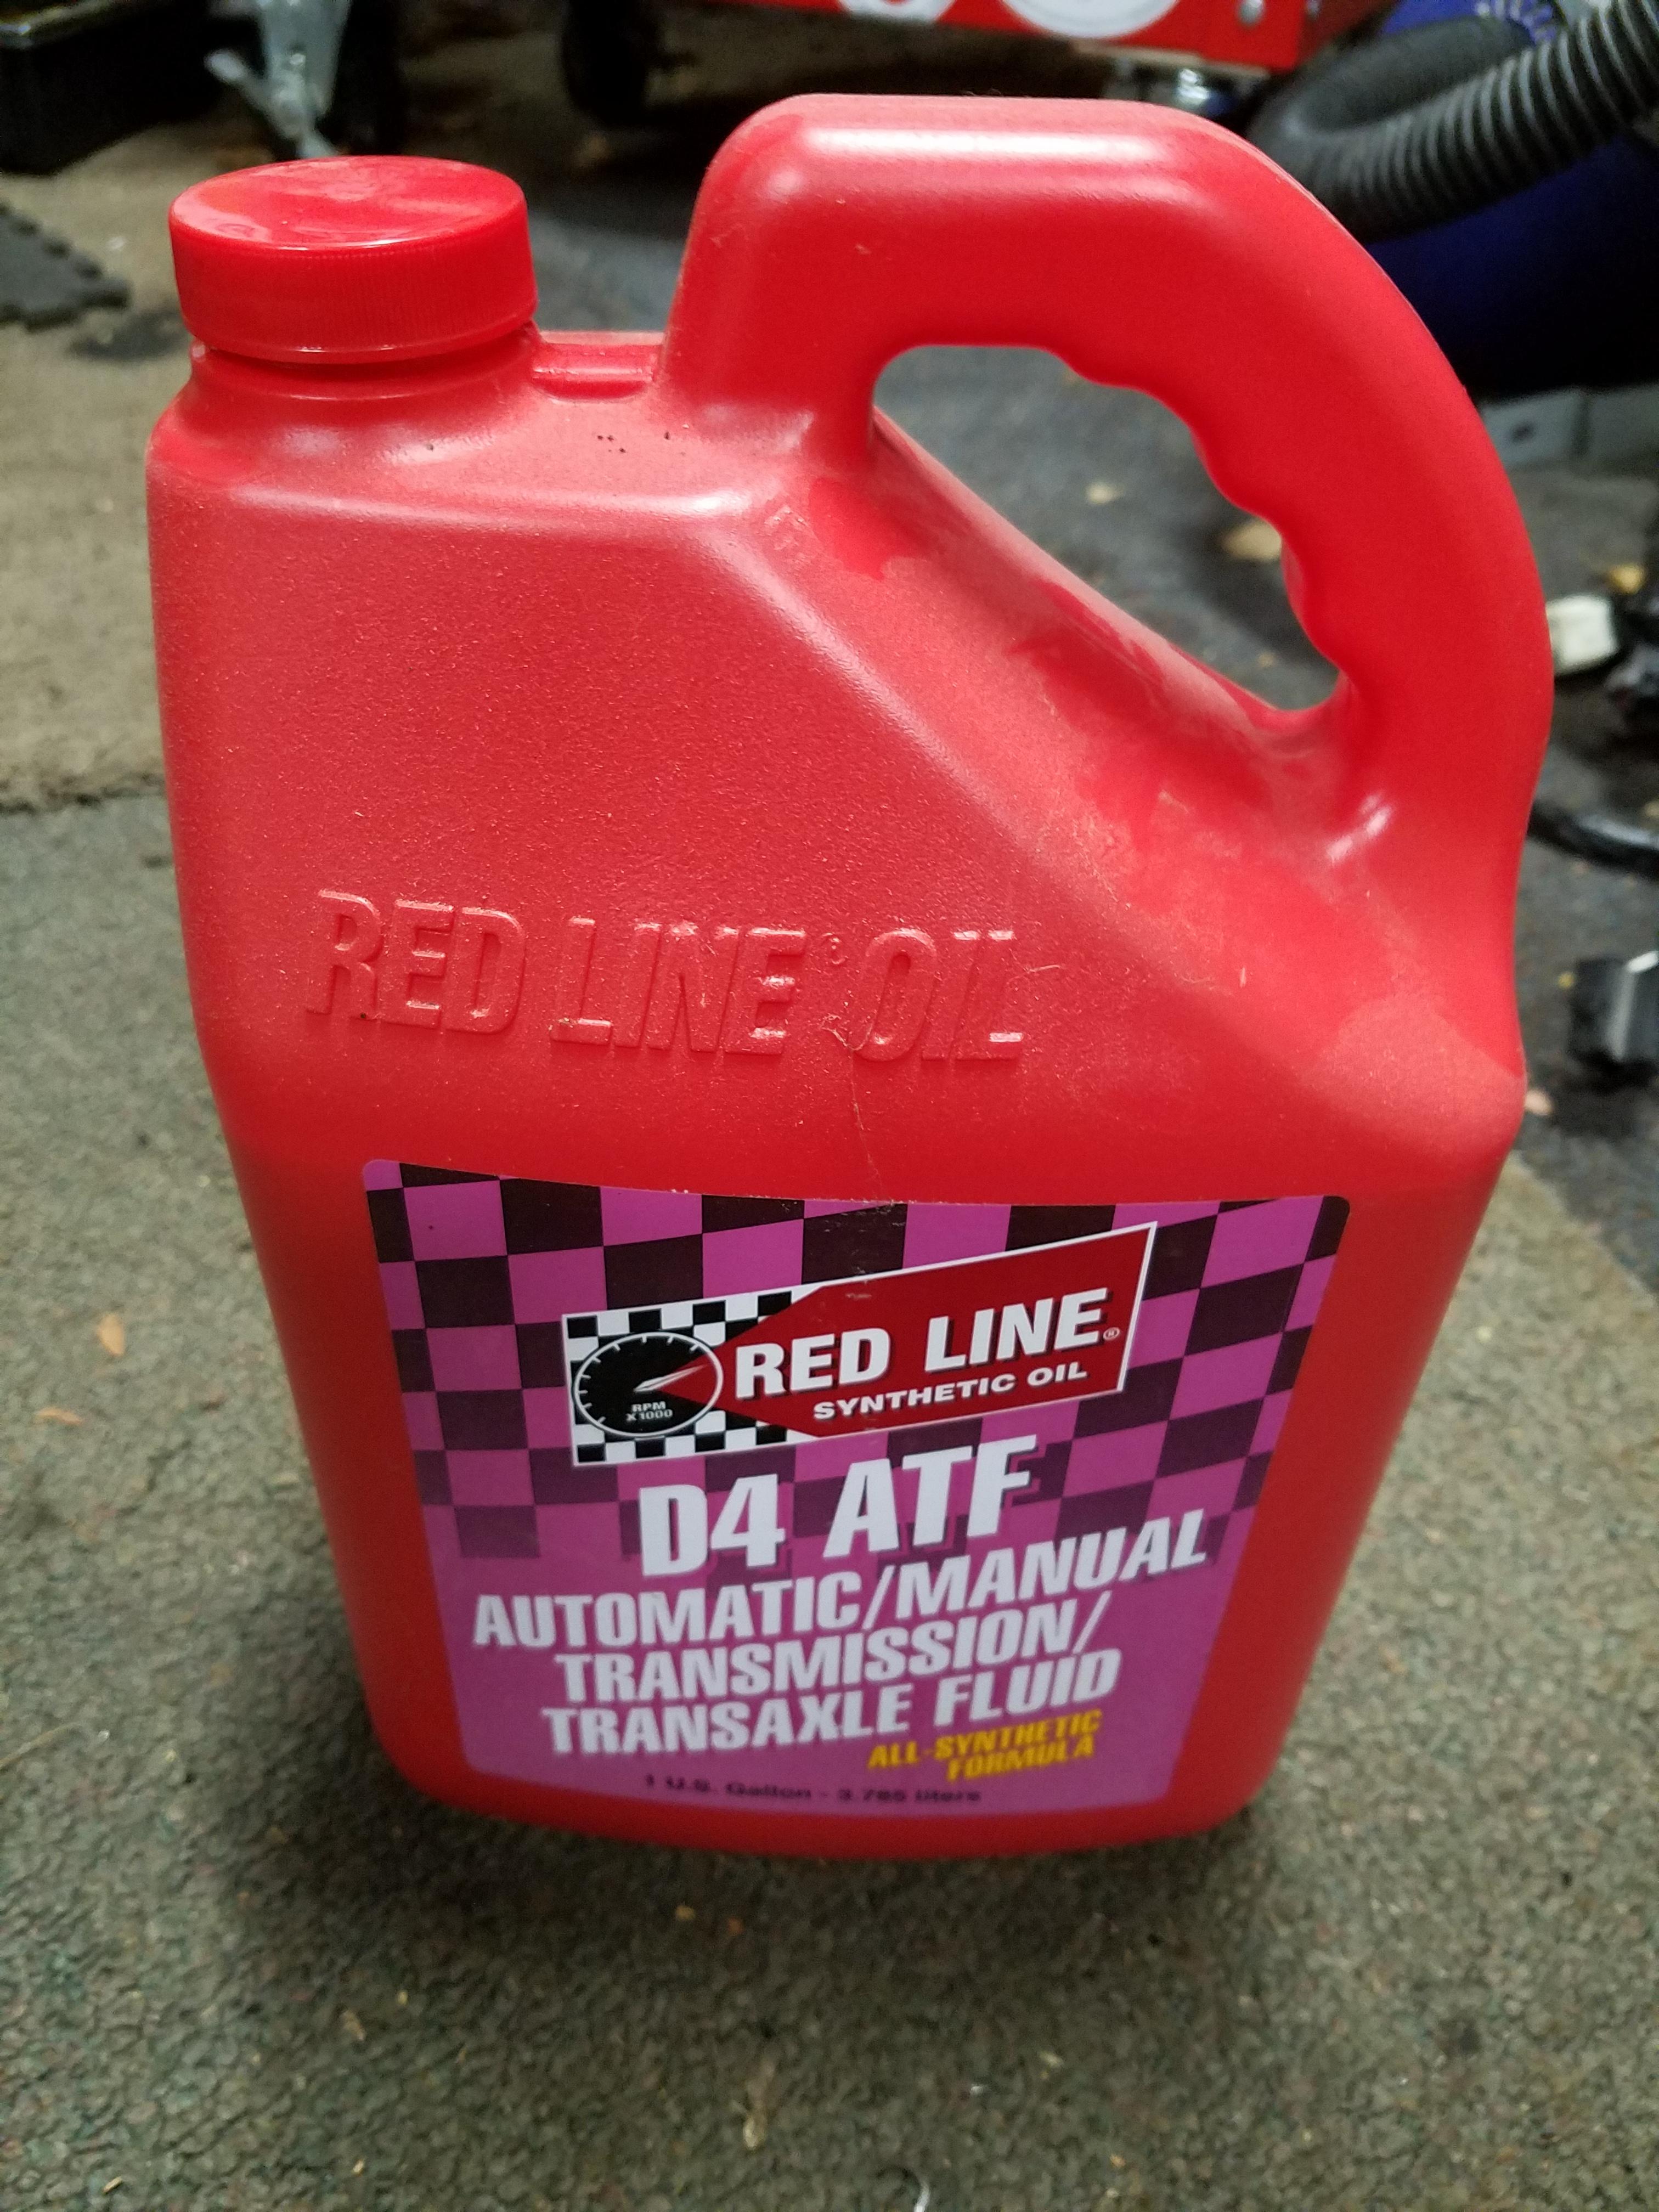 RED LINE® OIL
RED LINE®
SYNTHETIC OIL
RPM
X 1000
D4 ATF
AUTOMATIC/MANUAL
TRANSMISSION/
TRANSAXLE FLUID
ALL-SYNTHETIC
FORMULA
1 U.S. Gallon - 3.785 liters